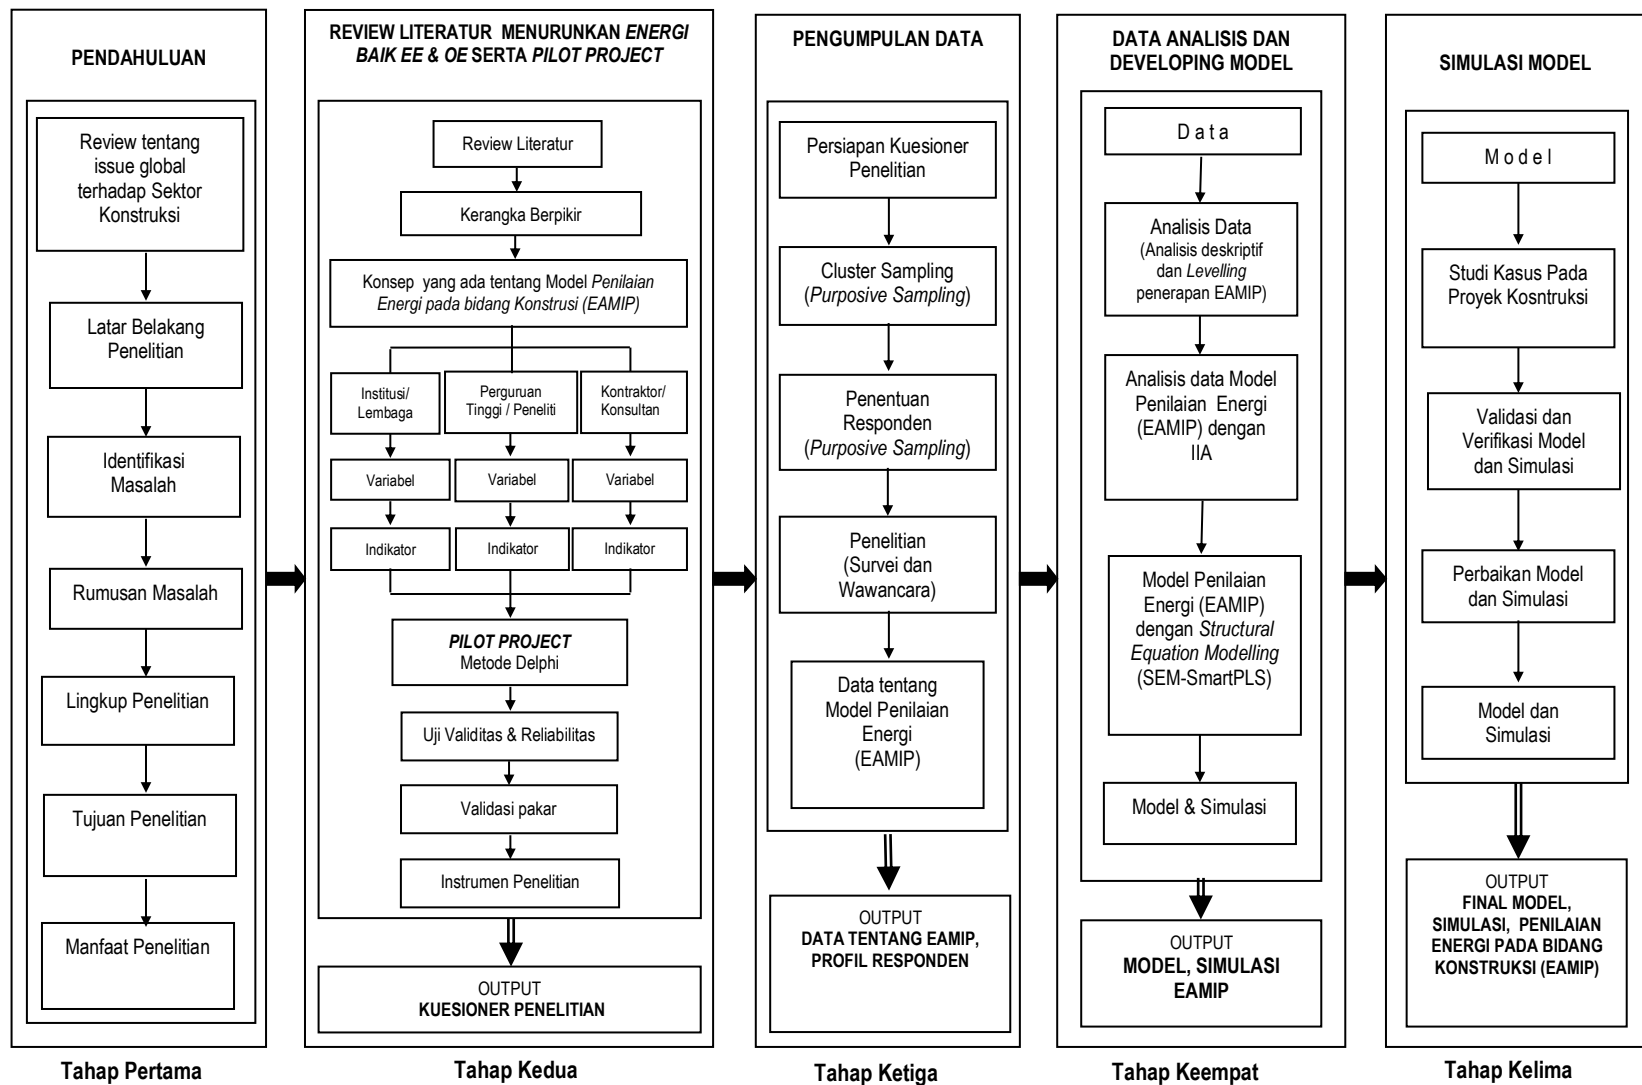 PENDAHULUAN
Review tentang
issue global
terhadap Sektor
Konstruksi
Latar Belakang
Penelitian
Identifikasi
Masalah
Rumusan Masalah
Lingkup Penelitian
Tujuan Penelitian
Manfaat Penelitian
Tahap Pertama
REVIEW LITERATUR MENURUNKAN ENERGI
BAIK EE & OE SERTA PILOT PROJECT
Review Literatur
Kerangka Berpikir
Konsep yang ada tentang Model Penilaian
Energi pada bidang Konstrusi (EAMIP)
Institusi/
Lembaga
Perguruan
Tinggi / Peneliti
Kontraktor/
Konsultan
Variabel
Variabel
Variabel
Indikator
Indikator
Indikator
PILOT PROJECT
Metode Delphi
Uji Validitas & Reliabilitas
Validasi pakar
Instrumen Penelitian
OUTPUT
KUESIONER PENELITIAN
Tahap Kedua
PENGUMPULAN DATA
Persiapan Kuesioner
Penelitian
Cluster Sampling
(Purposive Sampling)
Penentuan
Responden
(Purposive Sampling)
Penelitian
(Survei dan
Wawancara)
Data tentang
Model Penilaian
Energi
(EAMIP)
OUTPUT
DATA TENTANG EAMIP,
PROFIL RESPONDEN
Tahap Ketiga
DATA ANALISIS DAN
DEVELOPING MODEL
D a t a
Analisis Data
(Analisis deskriptif
dan Levelling
penerapan EAMIP)
Analisis data Model
Penilaian Energi
(EAMIP) dengan
IIA
Model Penilaian
Energi (EAMIP)
dengan Structural
Equation Modelling
(SEM-SmartPLS)
Model & Simulasi
OUTPUT
MODEL, SIMULASI
EAMIP
Tahap Keempat
SIMULASI MODEL
M o d e l
Studi Kasus Pada
Proyek Kosntruksi
Validasi dan
Verifikasi Model
dan Simulasi
Perbaikan Model
dan Simulasi
Model dan
Simulasi
OUTPUT
FINAL MODEL,
SIMULASI, PENILAIAN
ENERGI PADA BIDANG
KONSTRUKSI (EAMIP)
Tahap Kelima